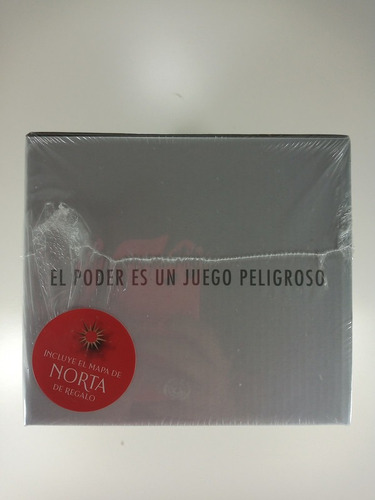 EL PODER ES UN JUEGO PELIGROSO
INCLUYE EL MAPA DE
NORTA
DE REGALO